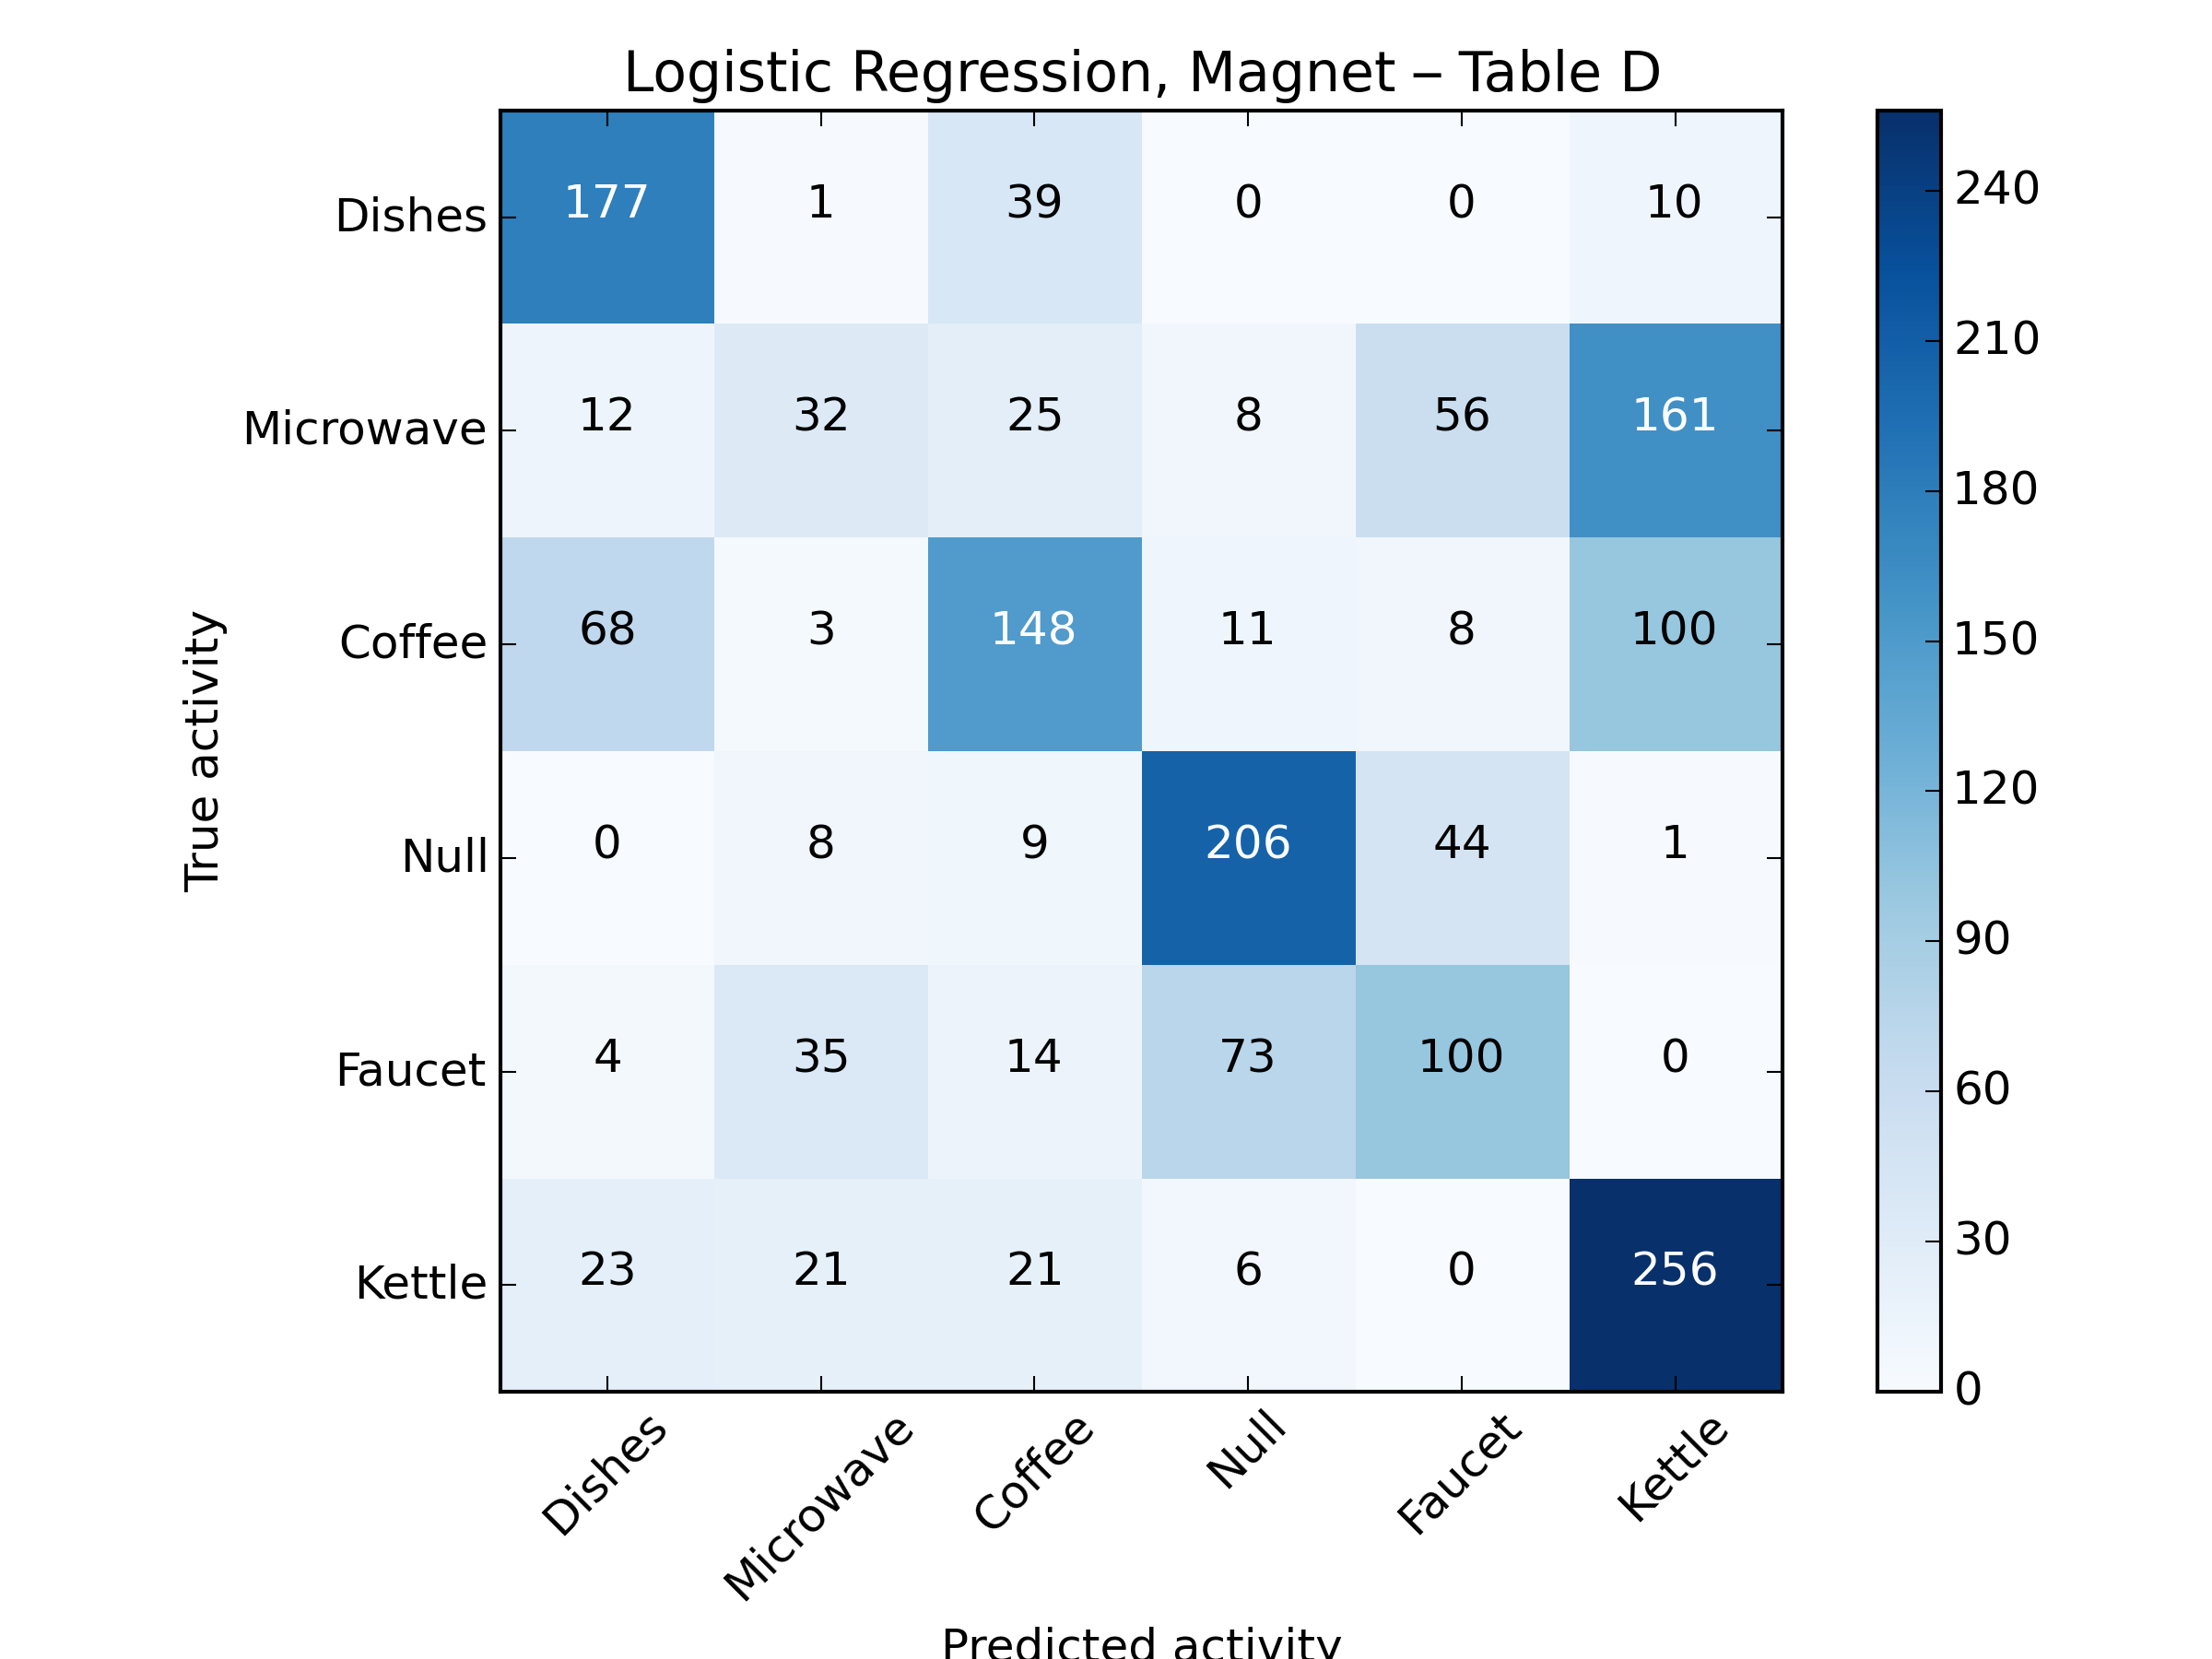 Logistic Regression, Magnet – Table D
Dishes 177 1 39 0 0 10
Microwave 12 32 25 8 56 161
Coffee 68 3 148 11 8 100
Null 0 8 9 206 44 1
Faucet 4 35 14 73 100 0
Kettle 23 21 21 6 0 256
True activity
Dishes Microwave Coffee Null Faucet Kettle
Predicted activity
240
210
180
150
120
90
60
30
0